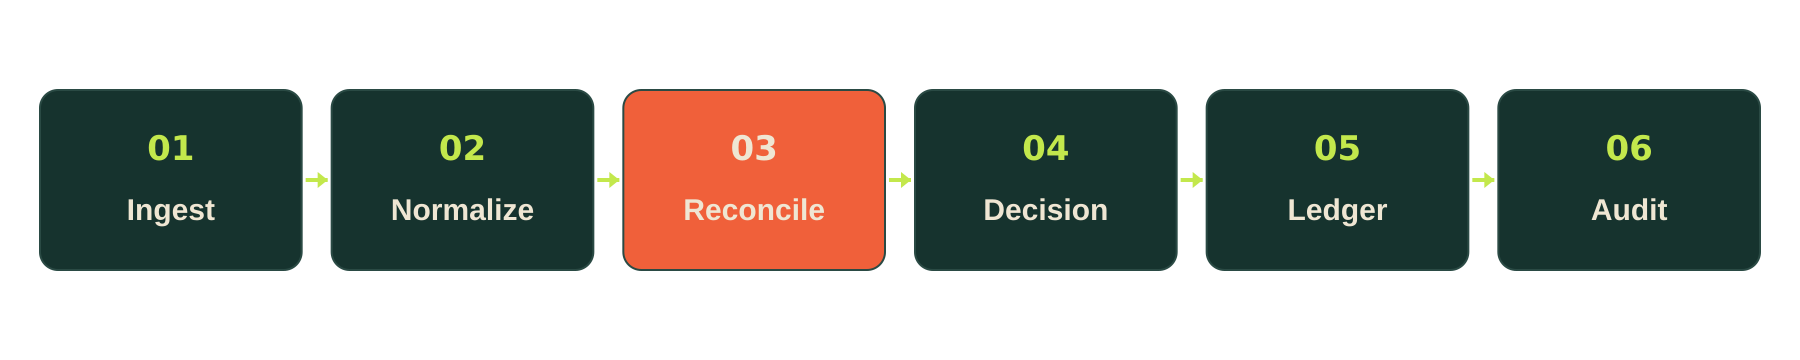 01
Ingest
02
Normalize
03
Reconcile
04
Decision
05
Ledger
06
Audit